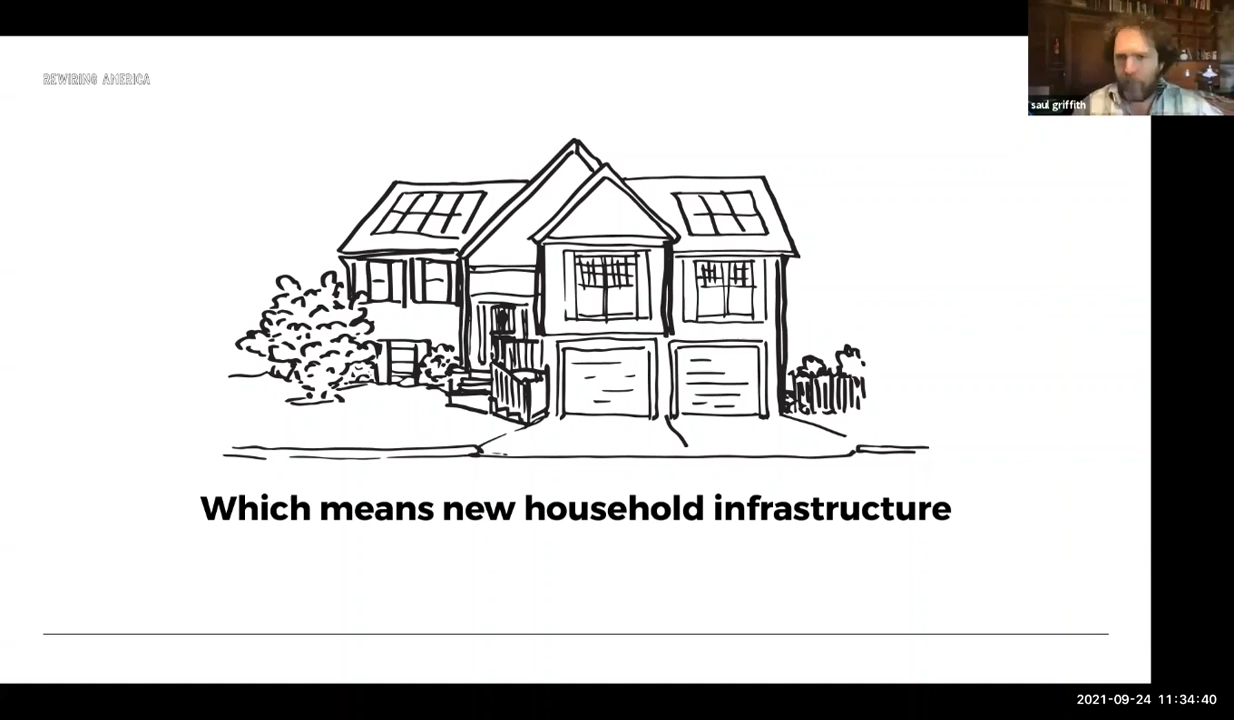 REWIRING AMERICA
saul griffith
Which means new household infrastructure
2021-09-24 11:34:40